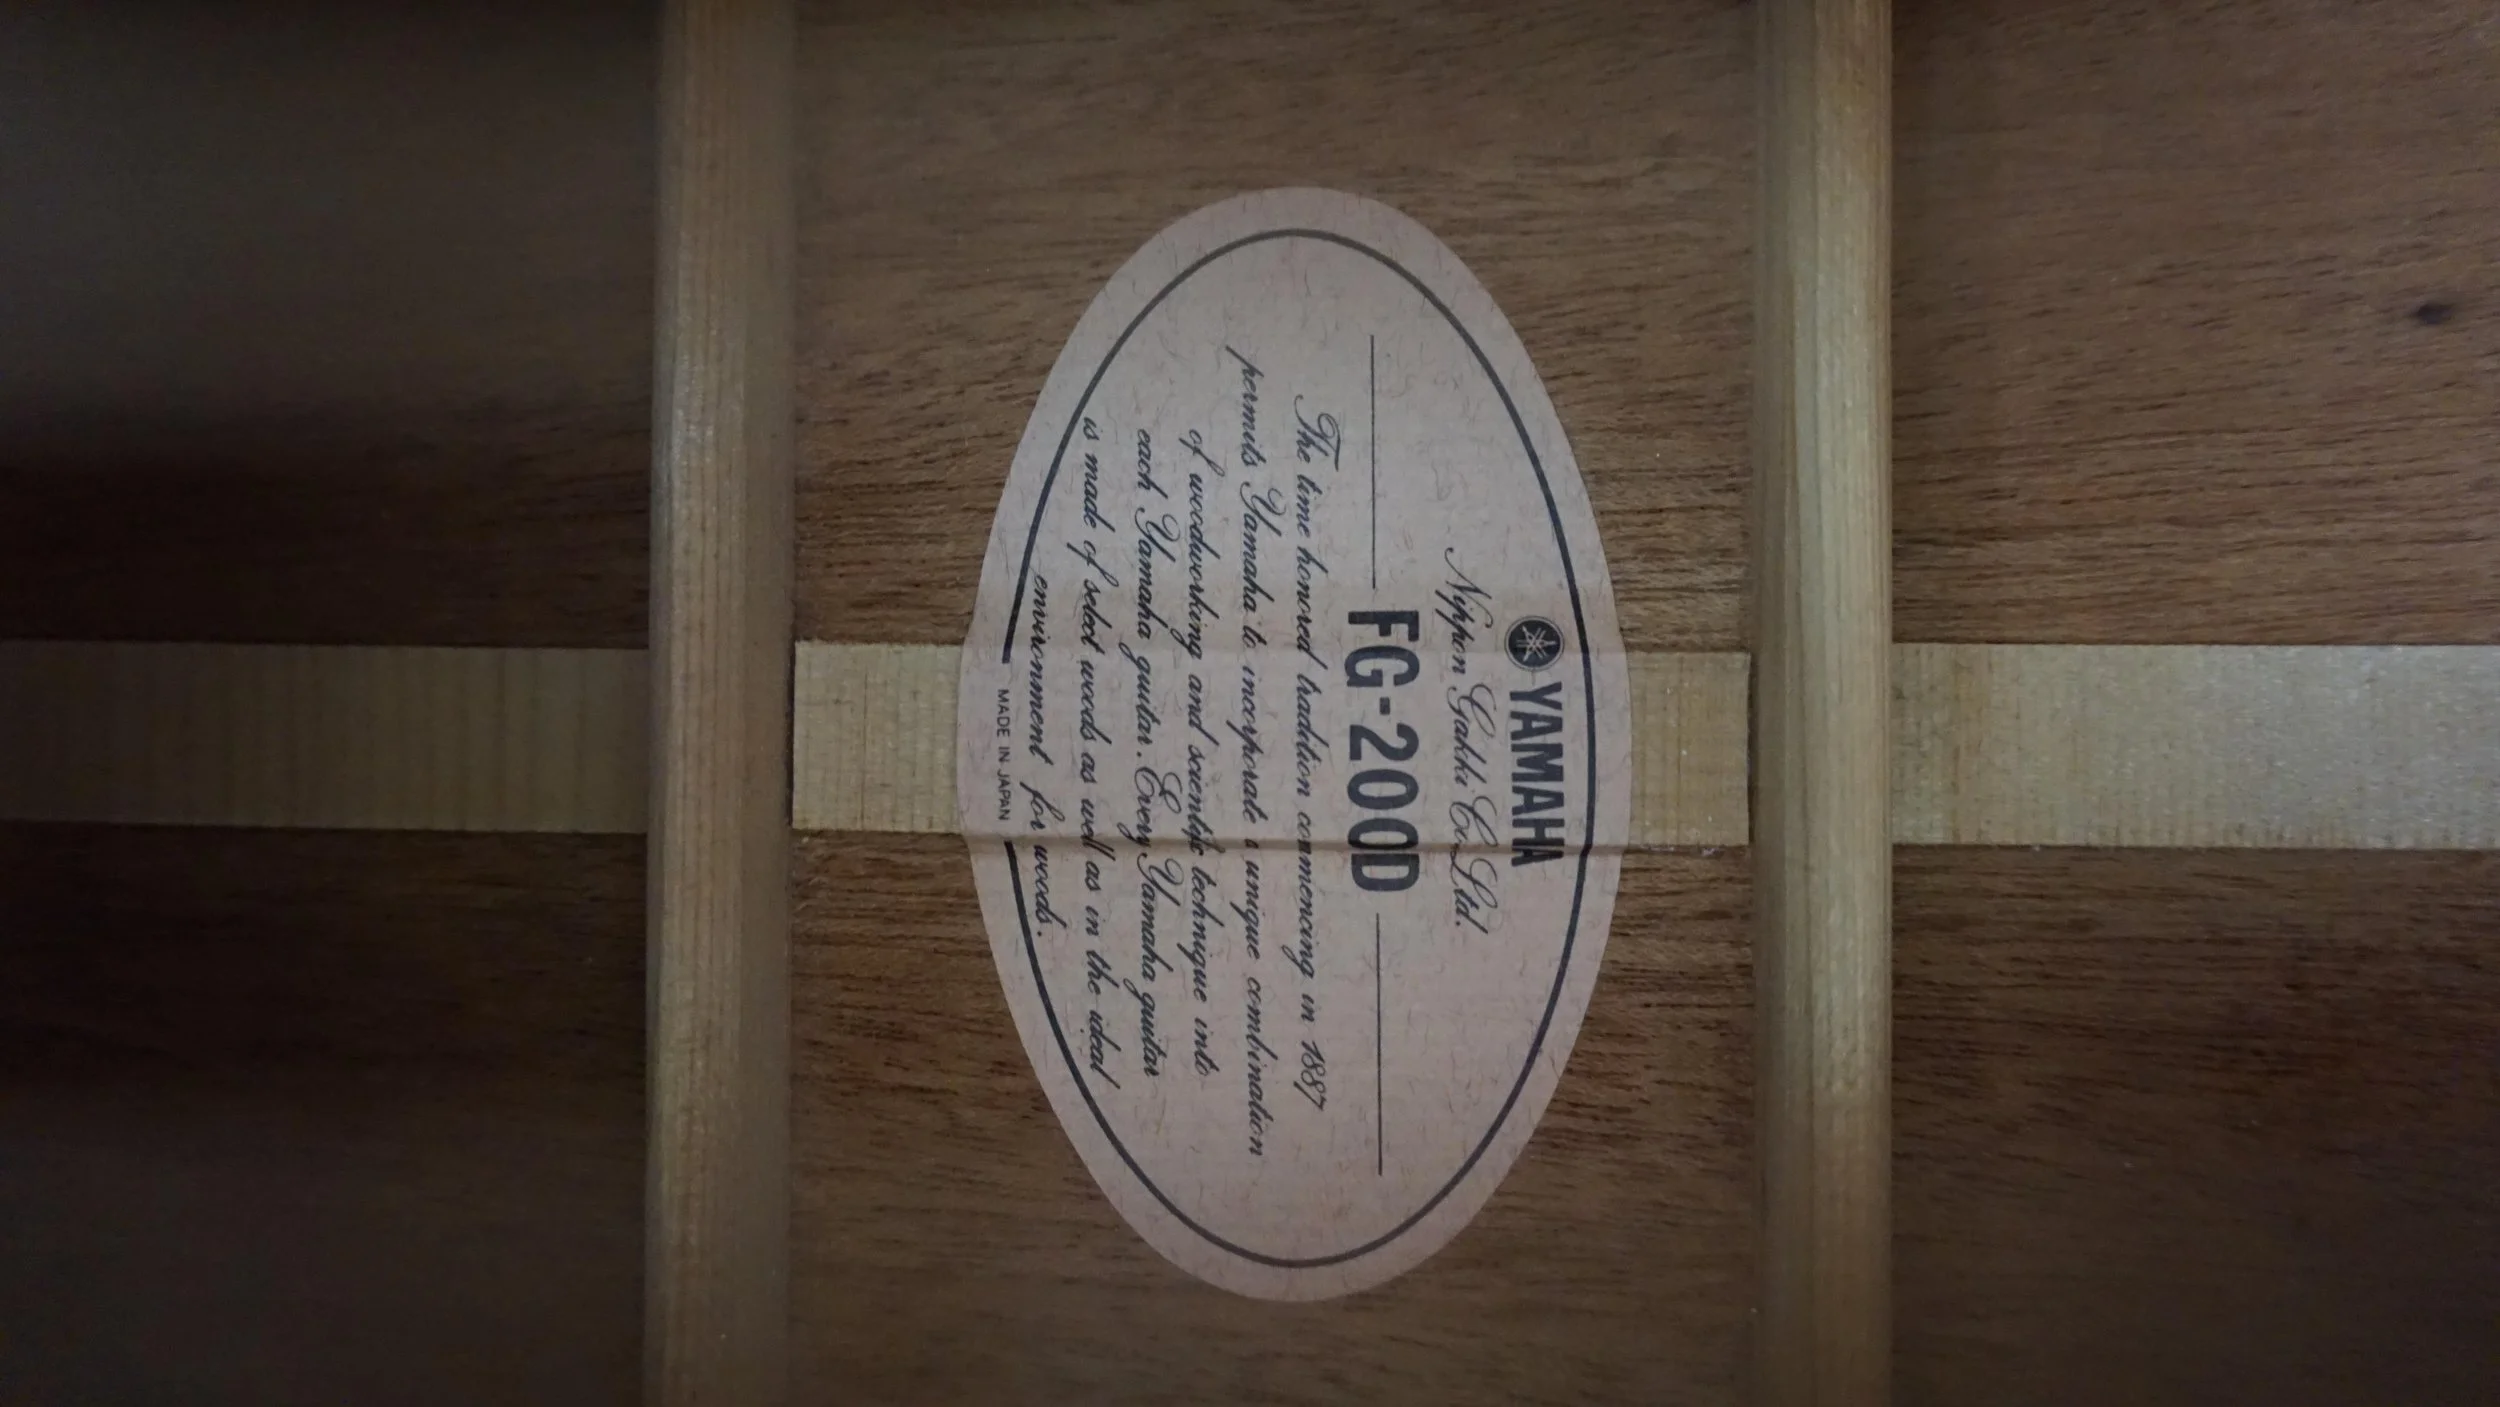 YAMAHA
Nippon Gakki Co. Ltd.
FG-200D
The time honored tradition commencing in 1887
permits Yamaha to incorporate a unique combination
of woodworking and scientific technique into
each Yamaha guitar. Every Yamaha guitar
is made of select woods as well as in the ideal
environment for woods.
MADE IN JAPAN